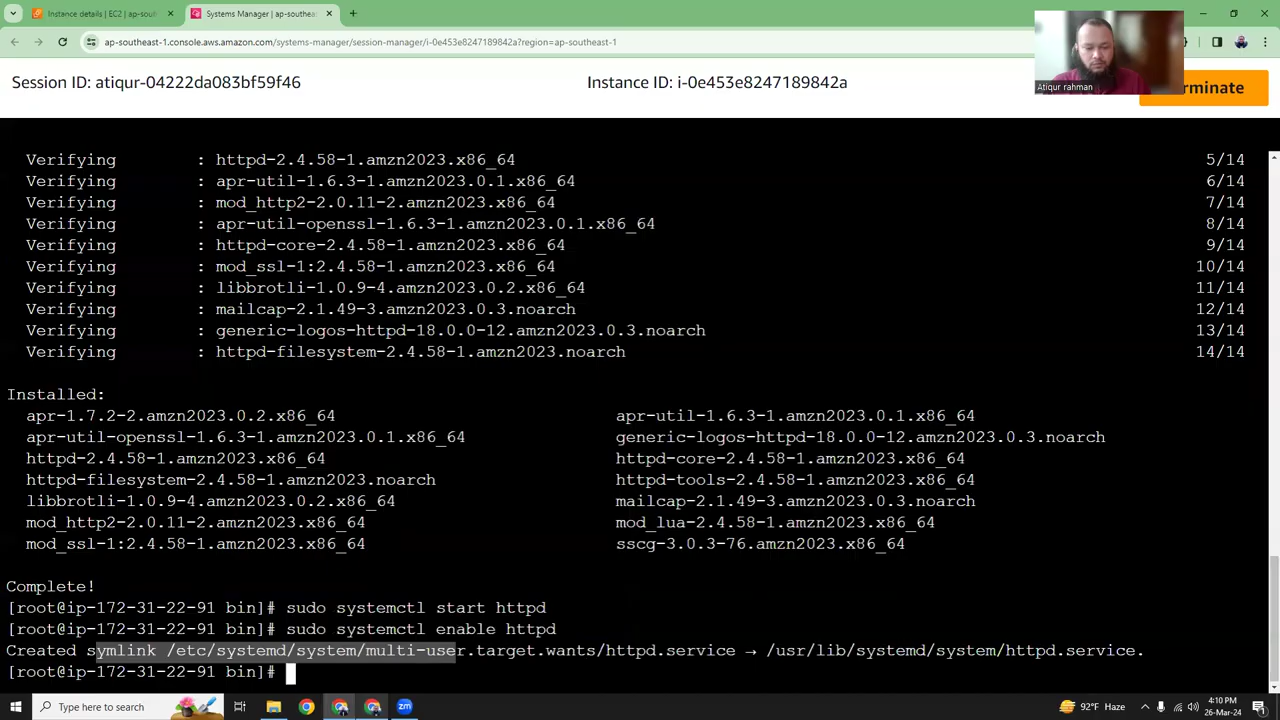 Instance details | EC2 | ap-southe
Systems Manager | ap-southeast
ap-southeast-1.console.aws.amazon.com/systems-manager/session-manager/i-0e453e8247189842a?region=ap-southeast-1
Session ID: atiqur-04222da083bf59f46
Instance ID: i-0e453e8247189842a
Atiqur rahman
rminate
Verifying : httpd-2.4.58-1.amzn2023.x86_64 5/14
Verifying : apr-util-1.6.3-1.amzn2023.0.1.x86_64 6/14
Verifying : mod_http2-2.0.11-2.amzn2023.x86_64 7/14
Verifying : apr-util-openssl-1.6.3-1.amzn2023.0.1.x86_64 8/14
Verifying : httpd-core-2.4.58-1.amzn2023.x86_64 9/14
Verifying : mod_ssl-1:2.4.58-1.amzn2023.x86_64 10/14
Verifying : libbrotli-1.0.9-4.amzn2023.0.2.x86_64 11/14
Verifying : mailcap-2.1.49-3.amzn2023.0.3.noarch 12/14
Verifying : generic-logos-httpd-18.0.0-12.amzn2023.0.3.noarch 13/14
Verifying : httpd-filesystem-2.4.58-1.amzn2023.noarch 14/14
Installed:
apr-1.7.2-2.amzn2023.0.2.x86_64 apr-util-1.6.3-1.amzn2023.0.1.x86_64
apr-util-openssl-1.6.3-1.amzn2023.0.1.x86_64 generic-logos-httpd-18.0.0-12.amzn2023.0.3.noarch
httpd-2.4.58-1.amzn2023.x86_64 httpd-core-2.4.58-1.amzn2023.x86_64
httpd-filesystem-2.4.58-1.amzn2023.noarch httpd-tools-2.4.58-1.amzn2023.x86_64
libbrotli-1.0.9-4.amzn2023.0.2.x86_64 mailcap-2.1.49-3.amzn2023.0.3.noarch
mod_http2-2.0.11-2.amzn2023.x86_64 mod_lua-2.4.58-1.amzn2023.x86_64
mod_ssl-1:2.4.58-1.amzn2023.x86_64 sscg-3.0.3-76.amzn2023.x86_64
Complete!
[root@ip-172-31-22-91 bin]# sudo systemctl start httpd
[root@ip-172-31-22-91 bin]# sudo systemctl enable httpd
Created symlink /etc/systemd/system/multi-user.target.wants/httpd.service → /usr/lib/systemd/system/httpd.service.
[root@ip-172-31-22-91 bin]#
Type here to search
zm
92°F Haze
4:10 PM
26-Mar-24
1